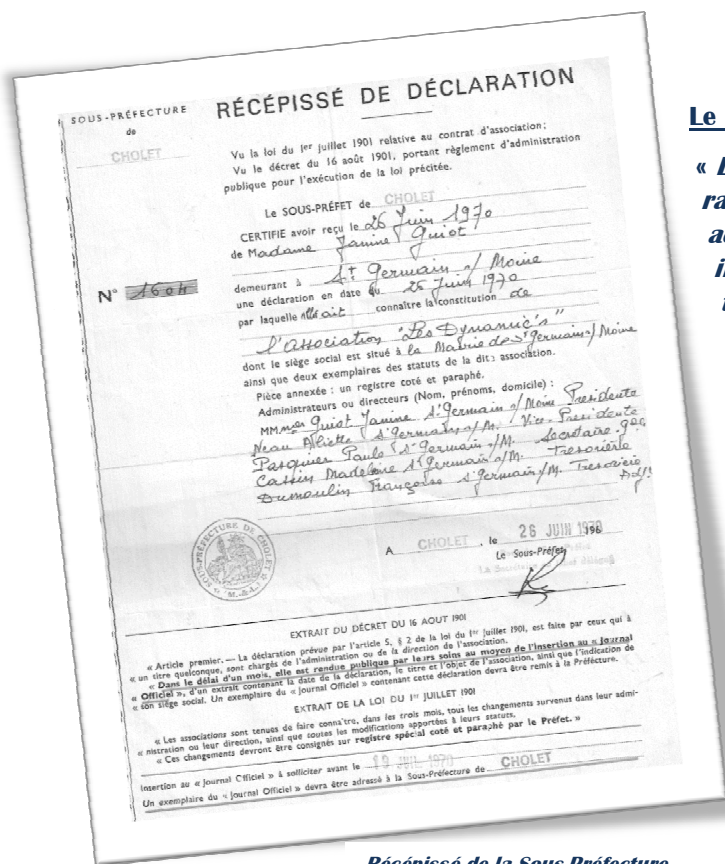 SOUS-PRÉFECTURE
de
CHOLET
RÉCÉPISSÉ DE DÉCLARATION
Vu la loi du 1er juillet 1901 relative au contrat d'association;
Vu le décret du 16 août 1901, portant règlement d'administration
publique pour l'exécution de la loi précitée.
Le SOUS-PRÉFET de CHOLET
CERTIFIE avoir reçu le 26 Juin 1970
de Madame Janine Guiot
N° 1604
demeurant à St Germain s/ Moine
une déclaration en date du 25 Juin 1970
par laquelle elle ait connaître la constitution de
l'Association "Les Dynamic's"
dont le siège social est situé à la Mairie de St Germain s/ Moine
ainsi que deux exemplaires des statuts de la dite association.
Pièce annexée : un registre coté et paraphé.
Administrateurs ou directeurs (Nom, prénoms, domicile) :
MMmes Guiot Janine St Germain s/ Moine Presidente
Neau Arlette St Germain s/ M. Vice-Presidente
Pasquier Paule St Germain s/ M. Secrétaire
Cassin Madeleine St Germain s/ M. Tresorière
Dumoulin Françoise St Germain s/ M. Tresorière Adj.
SOUS-PRÉFECTURE DE CHOLET
(M.-&-L.)
A CHOLET, le 26 JUIN 1970 196
Le Sous-Préfet,
EXTRAIT DU DÉCRET DU 16 AOUT 1901
« Article premier. — La déclaration prévue par l'article 5, § 2 de la loi du 1er juillet 1901, est faite par ceux qui à
« un titre quelconque, sont chargés de l'administration ou de la direction de l'association.
« Dans le délai d'un mois, elle est rendue publique par leurs soins au moyen de l'insertion au « Journal
« Officiel », d'un extrait contenant la date de la déclaration, le titre et l'objet de l'association, ainsi que l'indication de
« son siège social. Un exemplaire du « Journal Officiel » contenant cette déclaration devra être remis à la Préfecture.
EXTRAIT DE LA LOI DU 1er JUILLET 1901
« Les associations sont tenues de faire connaître, dans les trois mois, tous les changements survenus dans leur admi-
« nistration ou leur direction, ainsi que toutes les modifications apportées à leurs statuts.
« Ces changements devront être consignés sur registre spécial coté et paraphé par le Préfet. »
Insertion au « Journal Officiel » à solliciter avant le JUIL 1970
Un exemplaire du « Journal Officiel » devra être adressé à la Sous-Préfecture de CHOLET
Le
Récépissé de la Sous Préfecture